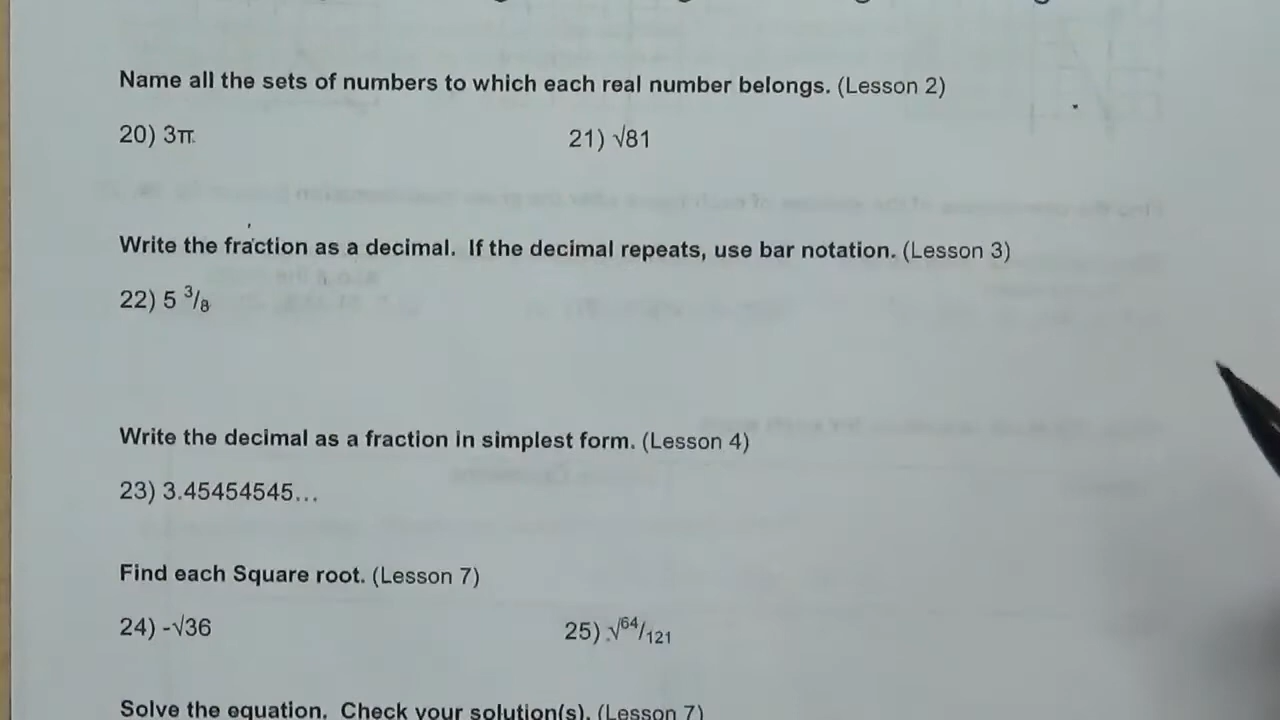 Name all the sets of numbers to which each real number belongs. (Lesson 2)
20) 3π 21) √81
Write the fraction as a decimal. If the decimal repeats, use bar notation. (Lesson 3)
22) 5 3/8
Write the decimal as a fraction in simplest form. (Lesson 4)
23) 3.45454545...
Find each Square root. (Lesson 7)
24) -√36 25) √64/121
Solve the equation. Check your solution(s). (Lesson 7)